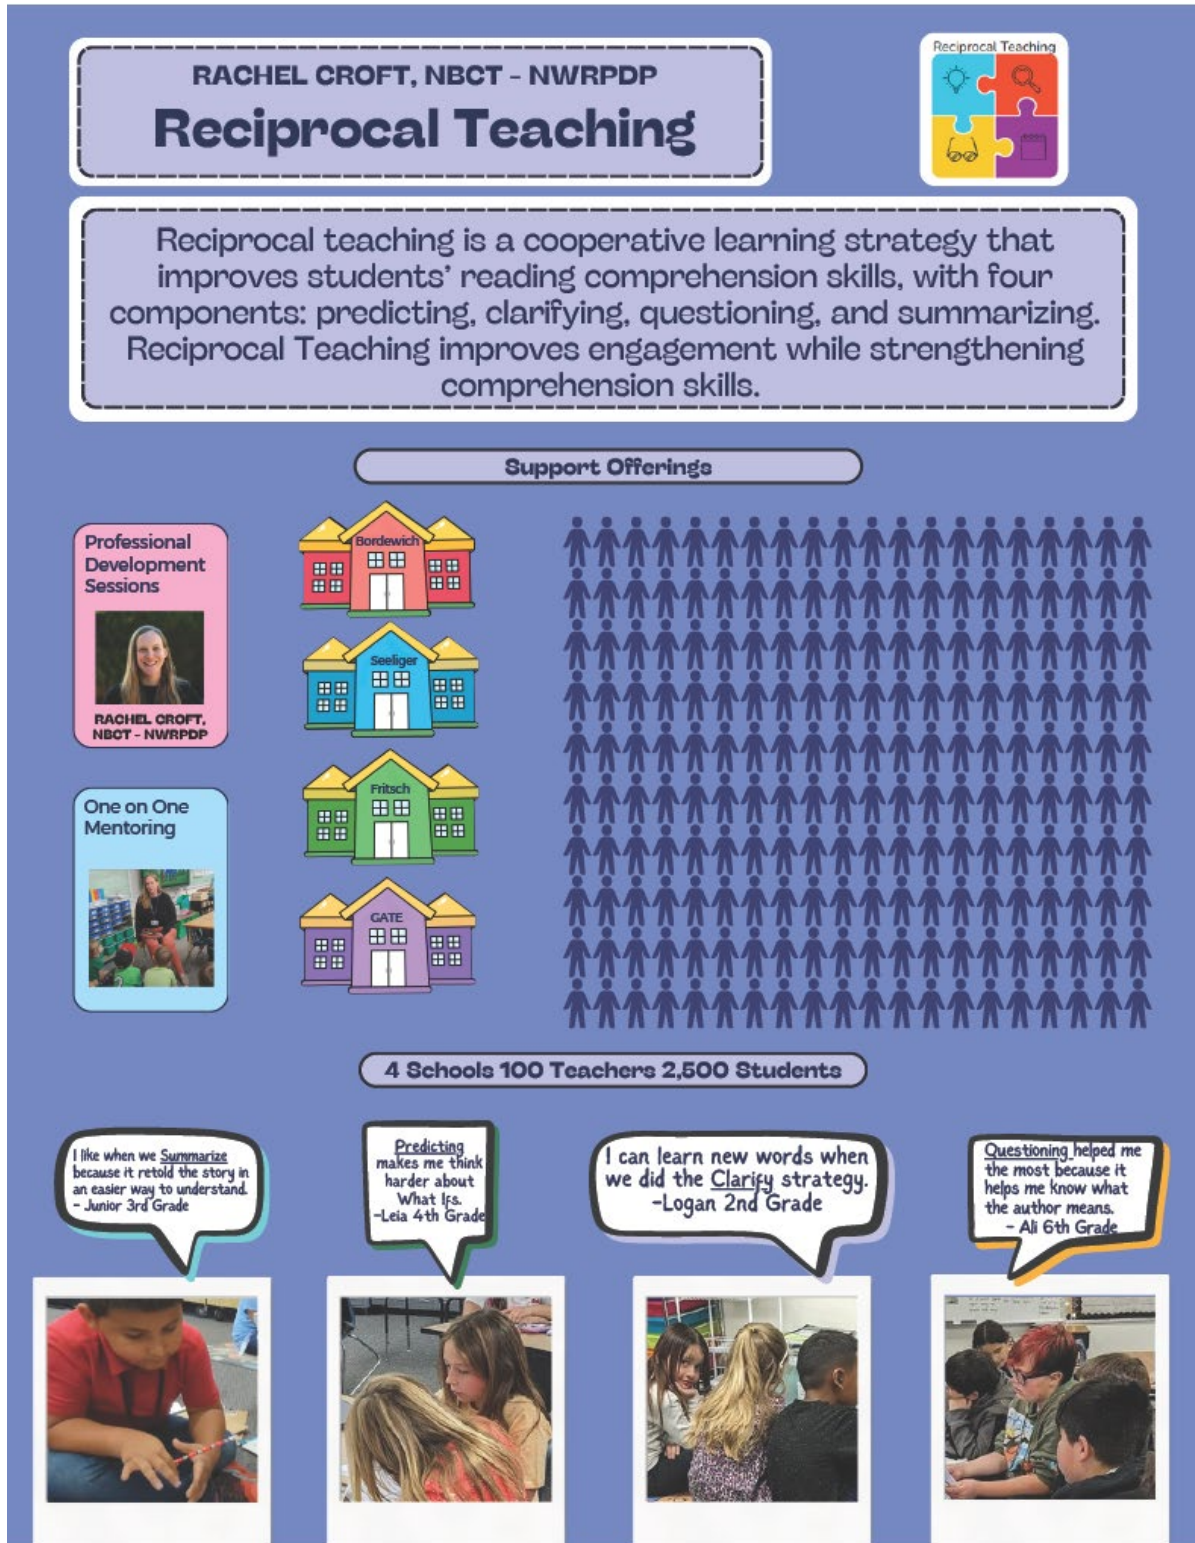 RACHEL CROFT, NBCT - NWRPDP
Reciprocal Teaching
Reciprocal Teaching
Reciprocal teaching is a cooperative learning strategy that
improves students' reading comprehension skills, with four
components: predicting, clarifying, questioning, and summarizing.
Reciprocal Teaching improves engagement while strengthening
comprehension skills.
Support Offerings
Professional
Development
Sessions
RACHEL CROFT,
NBCT - NWRPDP
One on One
Mentoring
Bordewich
Seeliger
Fritsch
GATE
4 Schools 100 Teachers 2,500 Students
I like when we Summarize
because it retold the story in
an easier way to understand.
- Junior 3rd Grade
Predicting
makes me think
harder about
What Ifs.
-Leia 4th Grade
I can learn new words when
we did the Clarify strategy.
-Logan 2nd Grade
Questioning helped me
the most because it
helps me know what
the author means.
- Ali 6th Grade